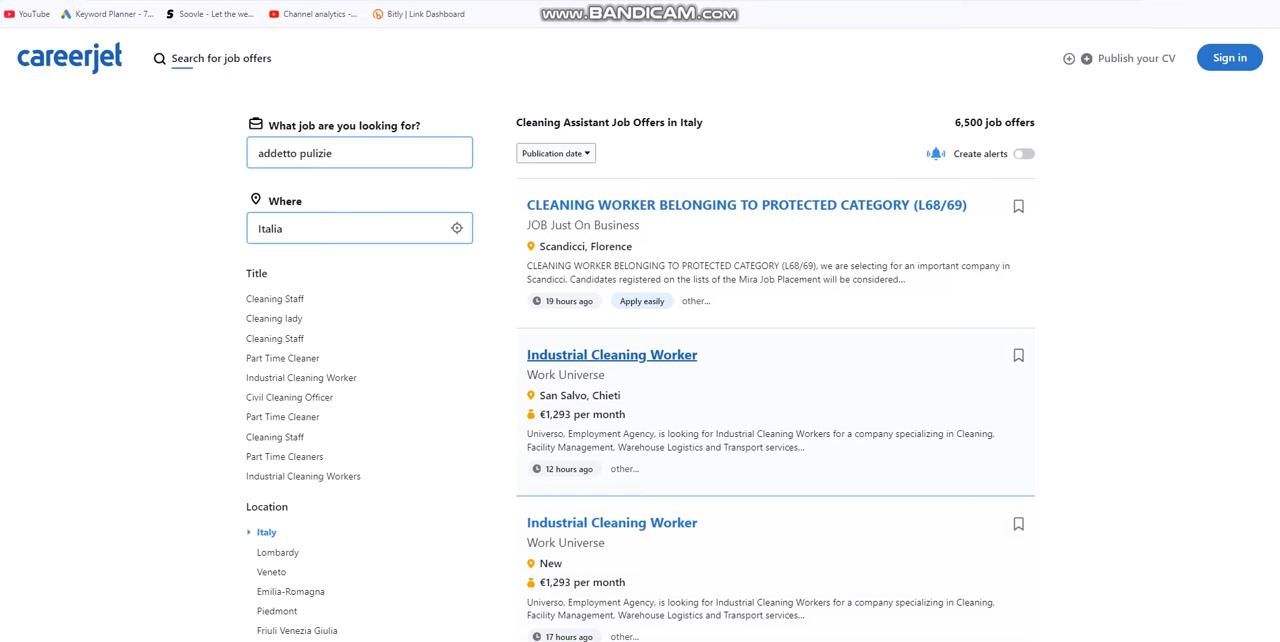 YouTube
Keyword Planner - 7...
Soovle - Let the we...
Channel analytics -...
Bitly | Link Dashboard
www.BANDICAM.com
careerjet
Search for job offers
Publish your CV
Sign in
What job are you looking for?
addetto pulizie
Where
Italia
Title
Cleaning Staff
Cleaning lady
Cleaning Staff
Part Time Cleaner
Industrial Cleaning Worker
Civil Cleaning Officer
Part Time Cleaner
Cleaning Staff
Part Time Cleaners
Industrial Cleaning Workers
Location
Italy
Lombardy
Veneto
Emilia-Romagna
Piedmont
Friuli Venezia Giulia
Cleaning Assistant Job Offers in Italy
6,500 job offers
Publication date
Create alerts
CLEANING WORKER BELONGING TO PROTECTED CATEGORY (L68/69)
JOB Just On Business
Scandicci, Florence
CLEANING WORKER BELONGING TO PROTECTED CATEGORY (L68/69), we are selecting for an important company in
Scandicci. Candidates registered on the lists of the Mira Job Placement will be considered...
19 hours ago
Apply easily
other...
Industrial Cleaning Worker
Work Universe
San Salvo, Chieti
€1,293 per month
Universo, Employment Agency, is looking for Industrial Cleaning Workers for a company specializing in Cleaning,
Facility Management, Warehouse Logistics and Transport services...
12 hours ago
other...
Industrial Cleaning Worker
Work Universe
New
€1,293 per month
Universo, Employment Agency, is looking for Industrial Cleaning Workers for a company specializing in Cleaning,
Facility Management, Warehouse Logistics and Transport services...
17 hours ago
other...